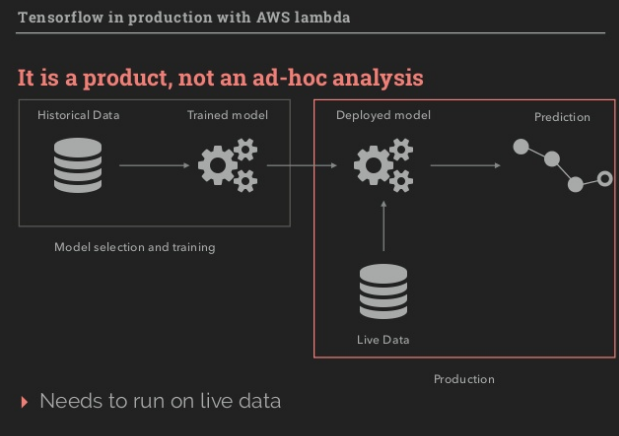 Tensorflow in production with AWS lambda
It is a product, not an ad-hoc analysis
Historical Data
Trained model
Deployed model
Prediction
Model selection and training
Live Data
Production
Needs to run on live data